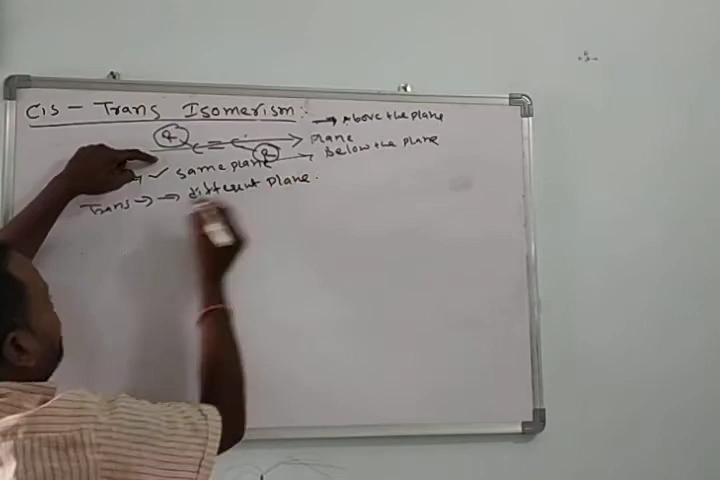 Cis - Trans Isomerism :-
→ Above the plane
R C = C → Plane
R → Below the plane
→ ✓ same plane
Trans → → different plane.